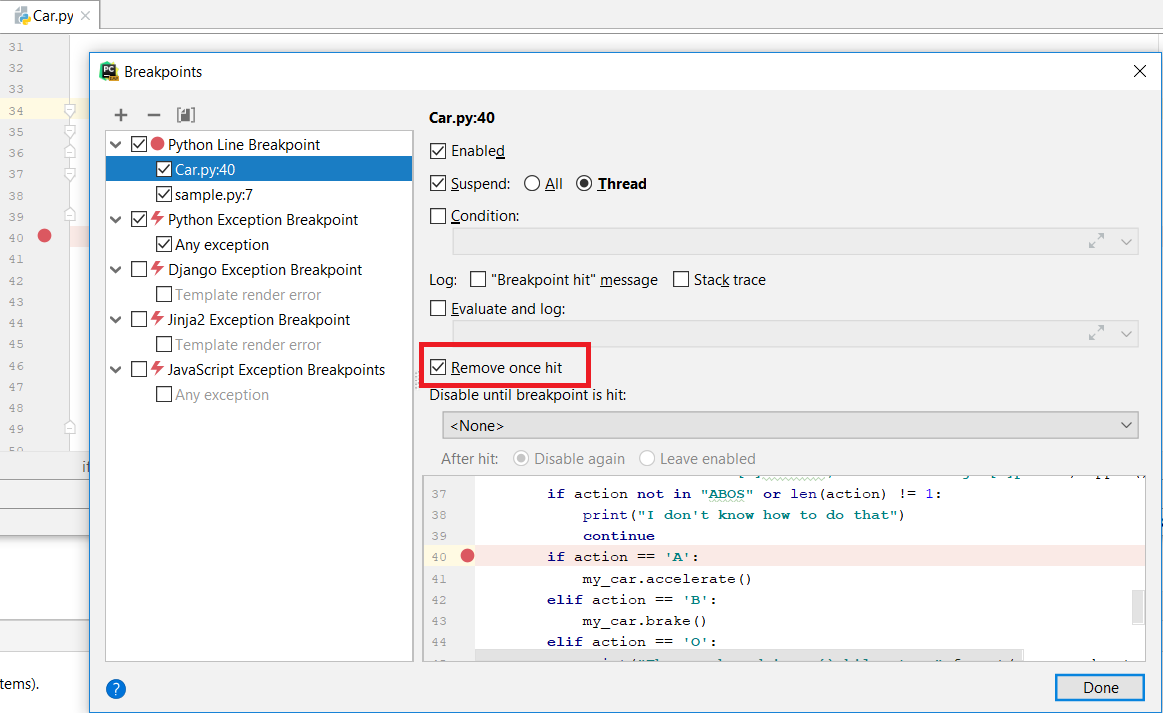 Car.py
31
32
33
34
35
36
37
38
39
40
41
42
43
44
45
46
47
48
49
50
if
tems).
PC
Breakpoints
Python Line Breakpoint
Car.py:40
sample.py:7
Python Exception Breakpoint
Any exception
Django Exception Breakpoint
Template render error
Jinja2 Exception Breakpoint
Template render error
JavaScript Exception Breakpoints
Any exception
Car.py:40
Enabled
Suspend: All Thread
Condition:
Log: "Breakpoint hit" message Stack trace
Evaluate and log:
Remove once hit
Disable until breakpoint is hit:
<None>
After hit: Disable again Leave enabled
37 if action not in "ABOS" or len(action) != 1:
38 print("I don't know how to do that")
39 continue
40 if action == 'A':
41 my_car.accelerate()
42 elif action == 'B':
43 my_car.brake()
44 elif action == 'O':
?
Done